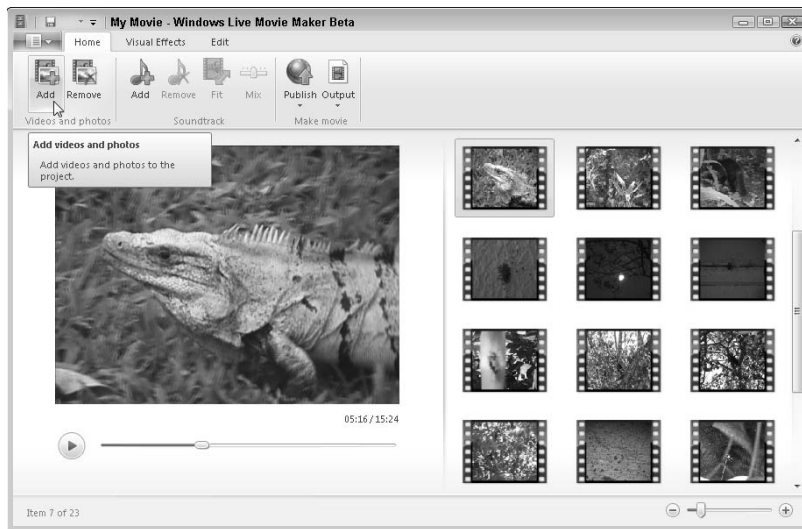 My Movie - Windows Live Movie Maker Beta
Home Visual Effects Edit
Add Remove Add Remove Fit Mix Publish Output
Videos and photos Soundtrack Make movie
Add videos and photos
Add videos and photos to the
project.
05:16 / 15:24
Item 7 of 23